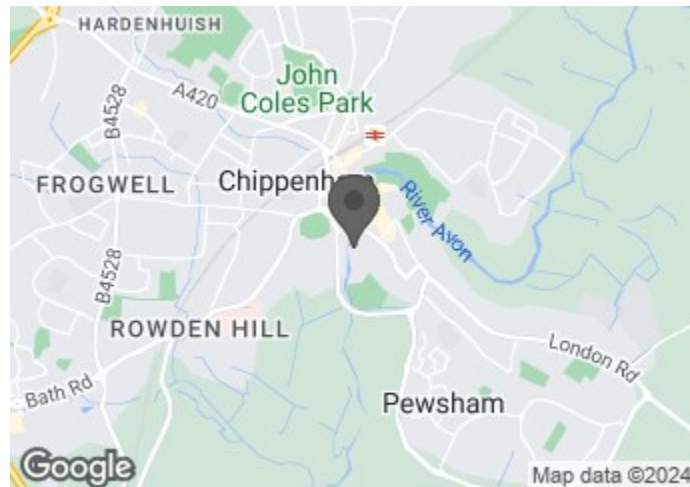 HARDENHUISH
B4528
A420
John
Coles Park
FROGWELL
Chippenham
River Avon
B4528
ROWDEN HILL
London Rd
Bath Rd
Pewsham
Google
Map data ©2024